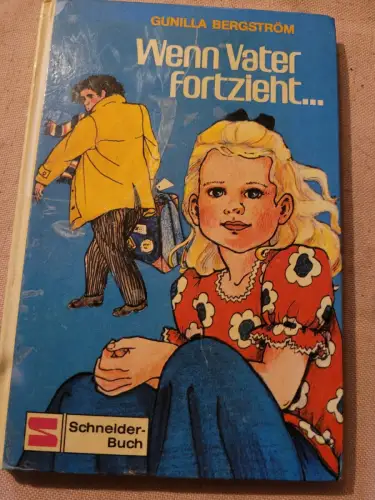 GUNILLA BERGSTRÖM
Wenn Vater
fortzieht...
Schneider-
Buch